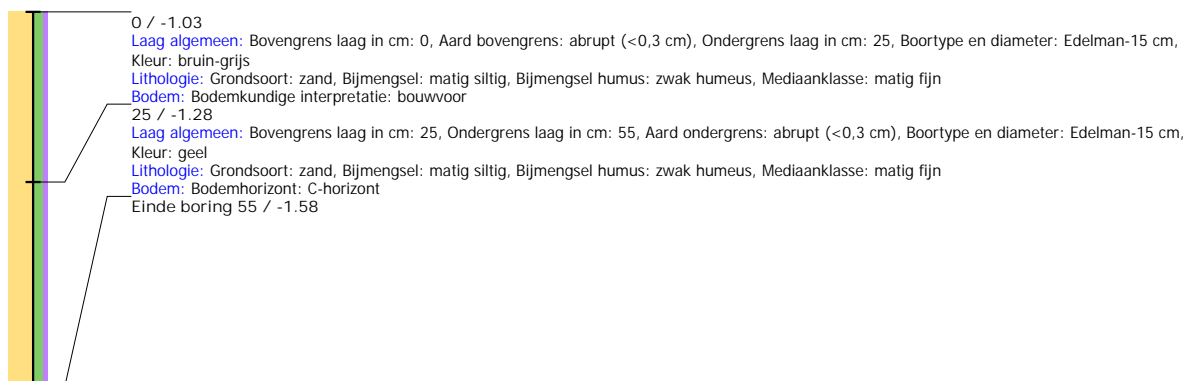 0 / -1.03
Laag algemeen: Bovengrens laag in cm: 0, Aard bovengrens: abrupt (<0,3 cm), Ondergrens laag in cm: 25, Boortype en diameter: Edelman-15 cm,
Kleur: bruin-grijs
Lithologie: Grondsoort: zand, Bijmengsel: matig siltig, Bijmengsel humus: zwak humeus, Mediaanklasse: matig fijn
Bodem: Bodemkundige interpretatie: bouwvoor
25 / -1.28
Laag algemeen: Bovengrens laag in cm: 25, Ondergrens laag in cm: 55, Aard ondergrens: abrupt (<0,3 cm), Boortype en diameter: Edelman-15 cm,
Kleur: geel
Lithologie: Grondsoort: zand, Bijmengsel: matig siltig, Bijmengsel humus: zwak humeus, Mediaanklasse: matig fijn
Bodem: Bodemhorizont: C-horizont
Einde boring 55 / -1.58